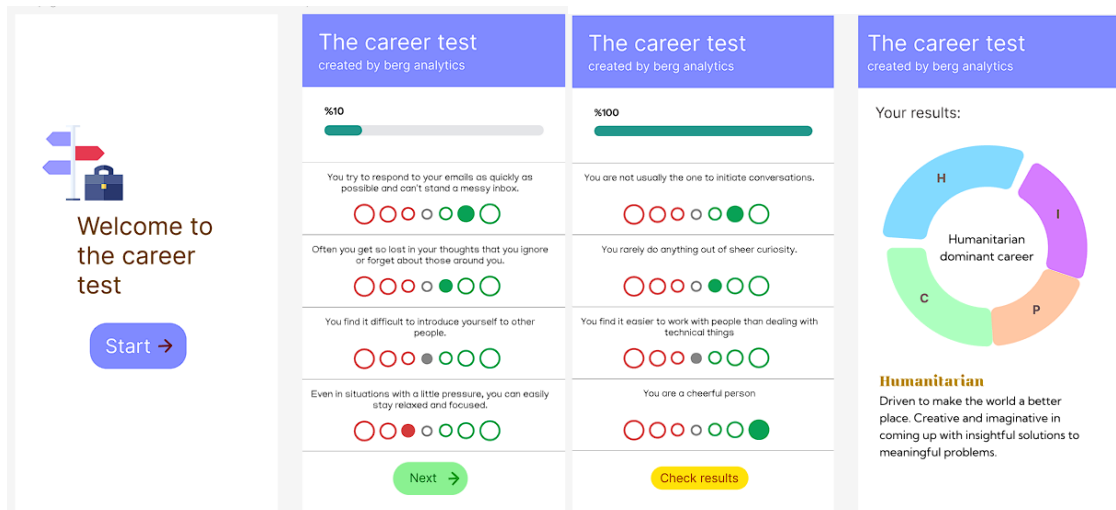 Welcome to
the career
test
Start →
The career test
created by berg analytics
%10
You try to respond to your emails as quickly as
possible and can't stand a messy inbox.
Often you get so lost in your thoughts that you ignore
or forget about those around you.
You find it difficult to introduce yourself to other
people.
Even in situations with a little pressure, you can easily
stay relaxed and focused.
Next →
The career test
created by berg analytics
%100
You are not usually the one to initiate conversations.
You rarely do anything out of sheer curiosity.
You find it easier to work with people than dealing with
technical things
You are a cheerful person
Check results
The career test
created by berg analytics
Your results:
H
I
Humanitarian
dominant career
C
P
Humanitarian
Driven to make the world a better
place. Creative and imaginative in
coming up with insightful solutions to
meaningful problems.